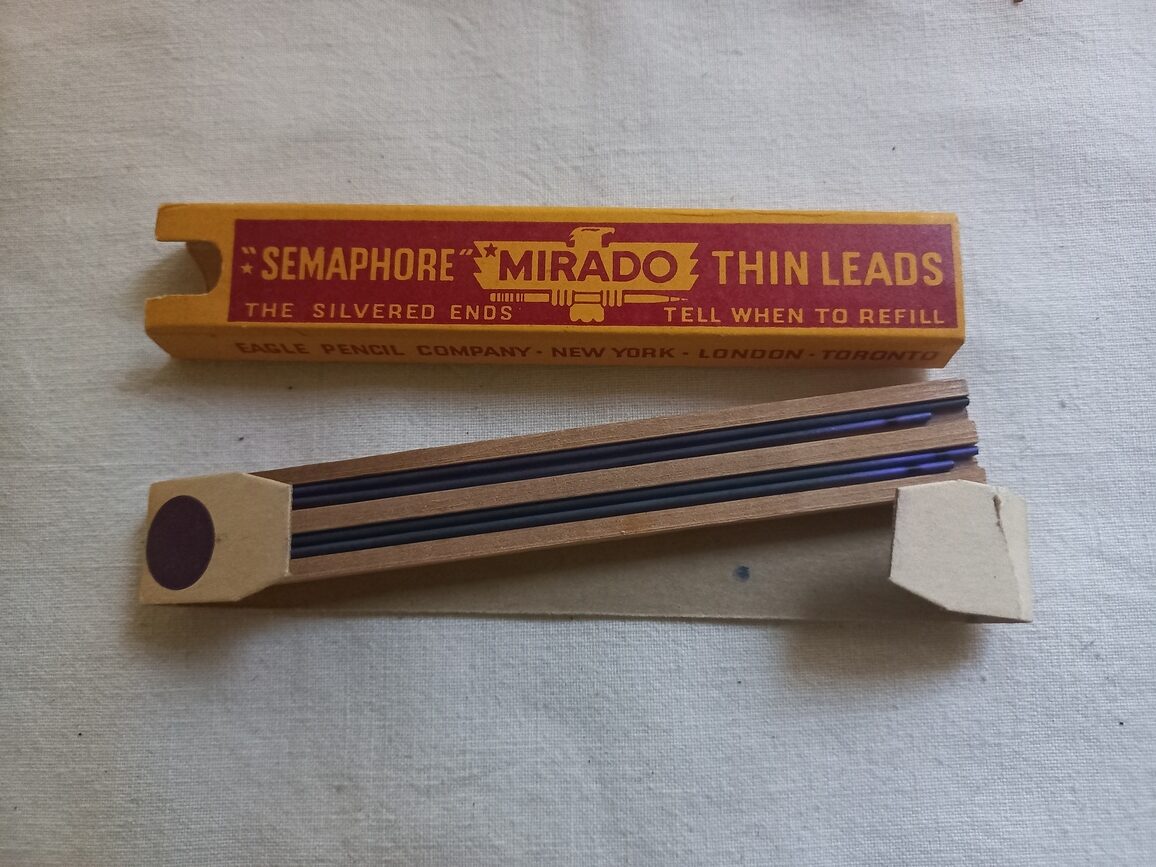 "SEMAPHORE" MIRADO THIN LEADS
THE SILVERED ENDS TELL WHEN TO REFILL
EAGLE PENCIL COMPANY · NEW YORK · LONDON · TORONTO